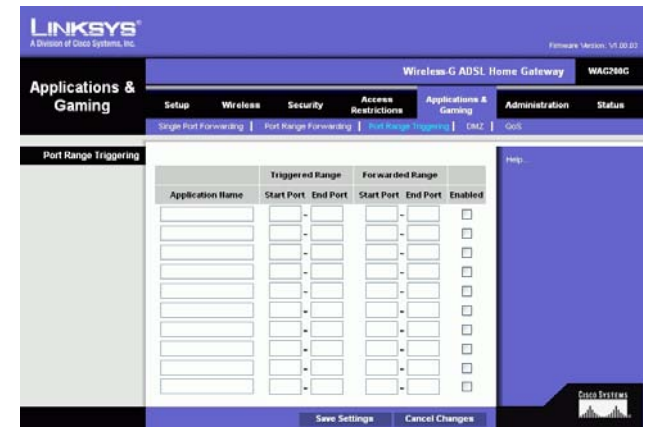 LINKSYS®
A Division of Cisco Systems, Inc.
Firmware Version: V1.00.02
Wireless-G ADSL Home Gateway WAG200G
Applications & Gaming
Setup Wireless Security Access Restrictions Applications & Gaming Administration Status
Single Port Forwarding | Port Range Forwarding | Port Range Triggering | DMZ | QoS
Port Range Triggering
Help...
Triggered Range Forwarded Range
Application Name Start Port End Port Start Port End Port Enabled
-  -
-  -
-  -
-  -
-  -
-  -
-  -
-  -
-  -
-  -
Cisco Systems
Save Settings Cancel Changes